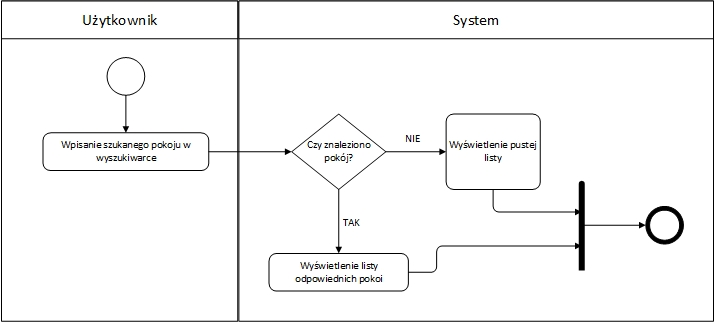 Użytkownik
System
Wpisanie szukanego pokoju w
wyszukiwarce
Czy znaleziono
pokój?
NIE
Wyświetlenie pustej
listy
TAK
Wyświetlenie listy
odpowiednich pokoi